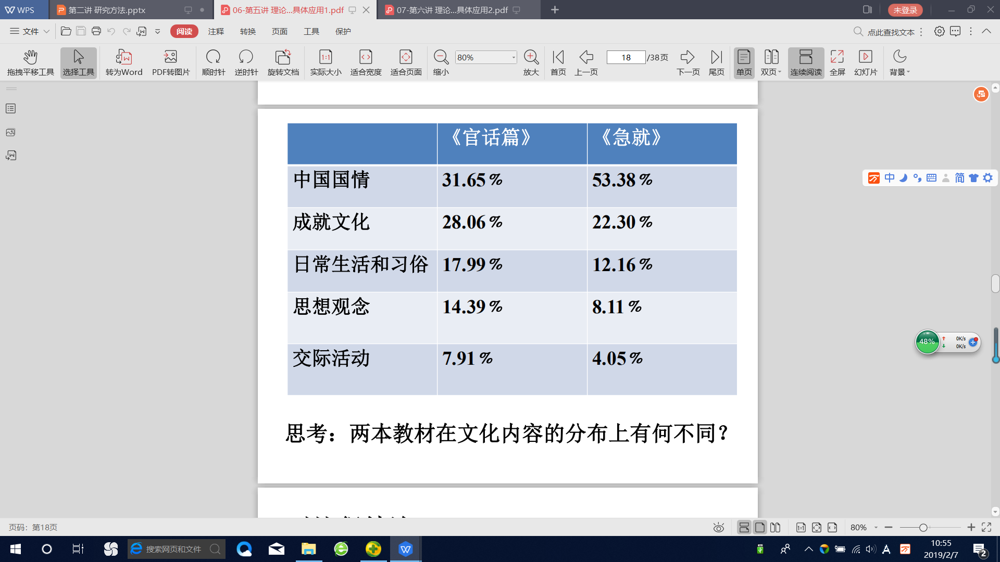 WPS
第二讲 研究方法.pptx
06-第五讲 理论...具体应用1.pdf
07-第六讲 理论...具体应用2.pdf
未登录
文件
阅读
注释
转换
页面
工具
保护
点此查找文本
拖拽平移工具
选择工具
转为Word
PDF转图片
顺时针
逆时针
旋转文档
实际大小
适合宽度
适合页面
缩小
80%
放大
首页
上一页
18
/38页
下一页
尾页
单页
双页
连续阅读
全屏
幻灯片
背景
《官话篇》
《急就》
中国国情
31.65%
53.38%
成就文化
28.06%
22.30%
日常生活和习俗
17.99%
12.16%
思想观念
14.39%
8.11%
交际活动
7.91%
4.05%
思考：两本教材在文化内容的分布上有何不同？
中
简
48%
0K/s
0K/s
页码：第18页
80%
搜索网页和文件
10:55
2019/2/7
2